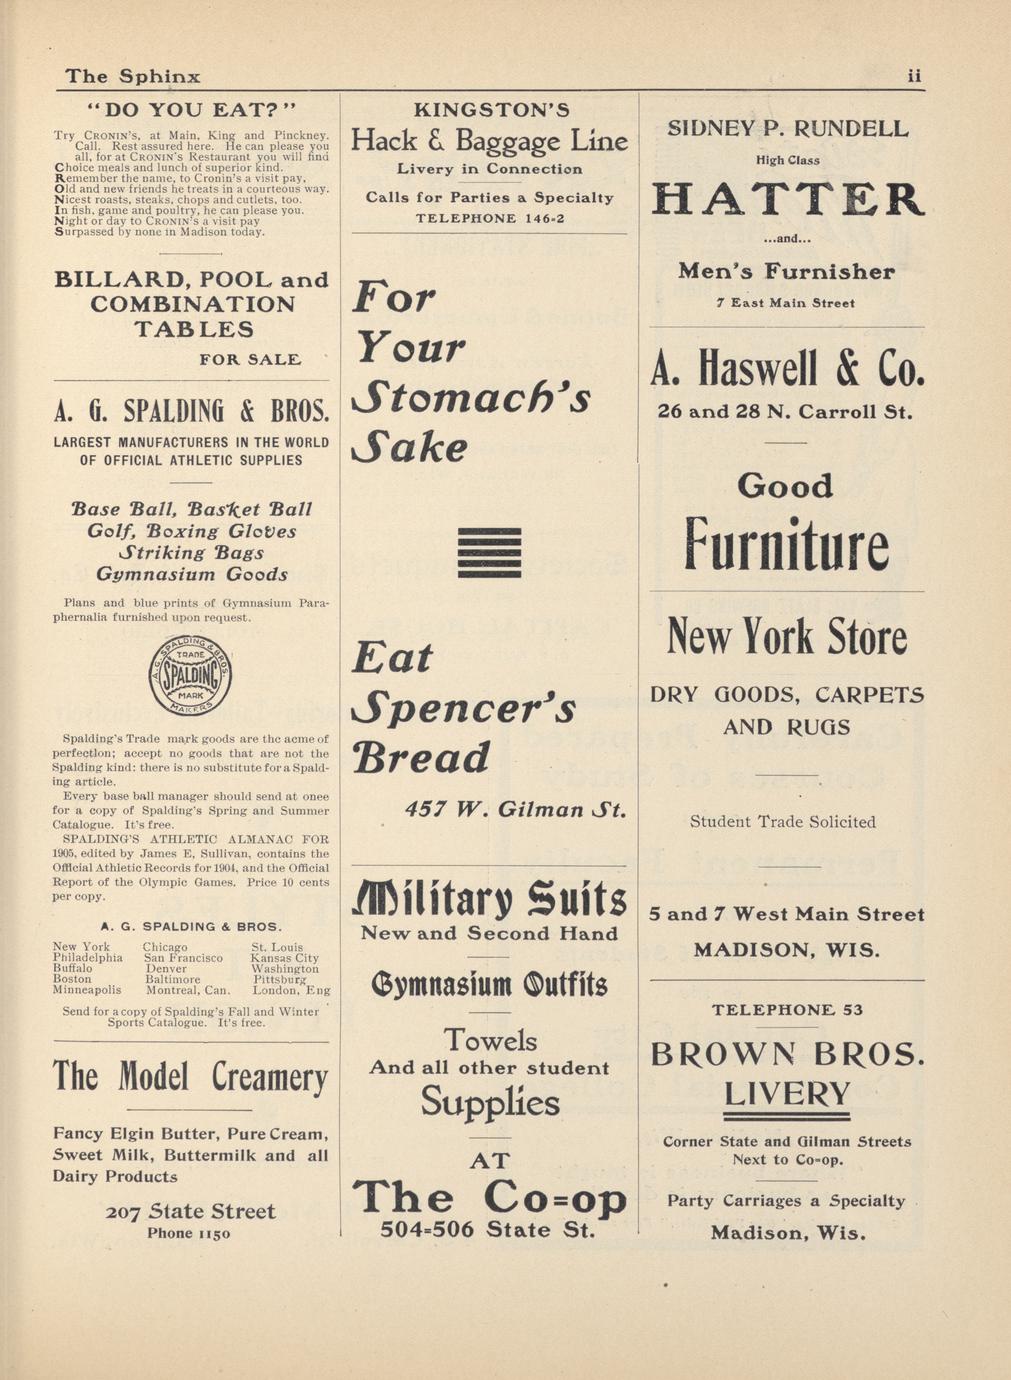 The Sphinx
ii
"DO YOU EAT?"
Try CRONIN'S, at Main, King and Pinckney.
Call. Rest assured here. He can please you
all, for at CRONIN'S Restaurant you will find
Choice meals and lunch of superior kind.
Remember the name, to Cronin's a visit pay,
Old and new friends he treats in a courteous way.
Nicest roasts, steaks, chops and cutlets, too.
In fish, game and poultry, he can please you.
Night or day to CRONIN'S a visit pay
Surpassed by none in Madison today.
BILLARD, POOL and
COMBINATION
TABLES
FOR SALE
A. G. SPALDING & BROS.
LARGEST MANUFACTURERS IN THE WORLD
OF OFFICIAL ATHLETIC SUPPLIES
Base Ball, Basket Ball
Golf, Boxing Gloves
Striking Bags
Gymnasium Goods
Plans and blue prints of Gymnasium Para-
phernalia furnished upon request.
A.G. SPALDING & BROS.
TRADE
SPALDING
MARK
MAKERS
Spalding's Trade mark goods are the acme of
perfection; accept no goods that are not the
Spalding kind: there is no substitute for a Spald-
ing article.
Every base ball manager should send at onee
for a copy of Spalding's Spring and Summer
Catalogue. It's free.
SPALDING'S ATHLETIC ALMANAC FOR
1905, edited by James E, Sullivan, contains the
Official Athletic Records for 1904, and the Official
Report of the Olympic Games. Price 10 cents
per copy.
A. G. SPALDING & BROS.
New York Chicago St. Louis
Philadelphia San Francisco Kansas City
Buffalo Denver Washington
Boston Baltimore Pittsburg
Minneapolis Montreal, Can. London, Eng
Send for a copy of Spalding's Fall and Winter
Sports Catalogue. It's free.
The Model Creamery
Fancy Elgin Butter, Pure Cream,
Sweet Milk, Buttermilk and all
Dairy Products
207 State Street
Phone 1150
KINGSTON'S
Hack & Baggage Line
Livery in Connection
Calls for Parties a Specialty
TELEPHONE 146-2
For
Your
Stomach's
Sake
Eat
Spencer's
Bread
457 W. Gilman St.
Military Suits
New and Second Hand
Gymnasium Outfits
Towels
And all other student
Supplies
AT
The Co=op
504=506 State St.
SIDNEY P. RUNDELL
High Class
HATTER
...and...
Men's Furnisher
7 East Main Street
A. Haswell & Co.
26 and 28 N. Carroll St.
Good
Furniture
New York Store
DRY GOODS, CARPETS
AND RUGS
Student Trade Solicited
5 and 7 West Main Street
MADISON, WIS.
TELEPHONE 53
BROWN BROS.
LIVERY
Corner State and Gilman Streets
Next to Co=op.
Party Carriages a Specialty
Madison, Wis.